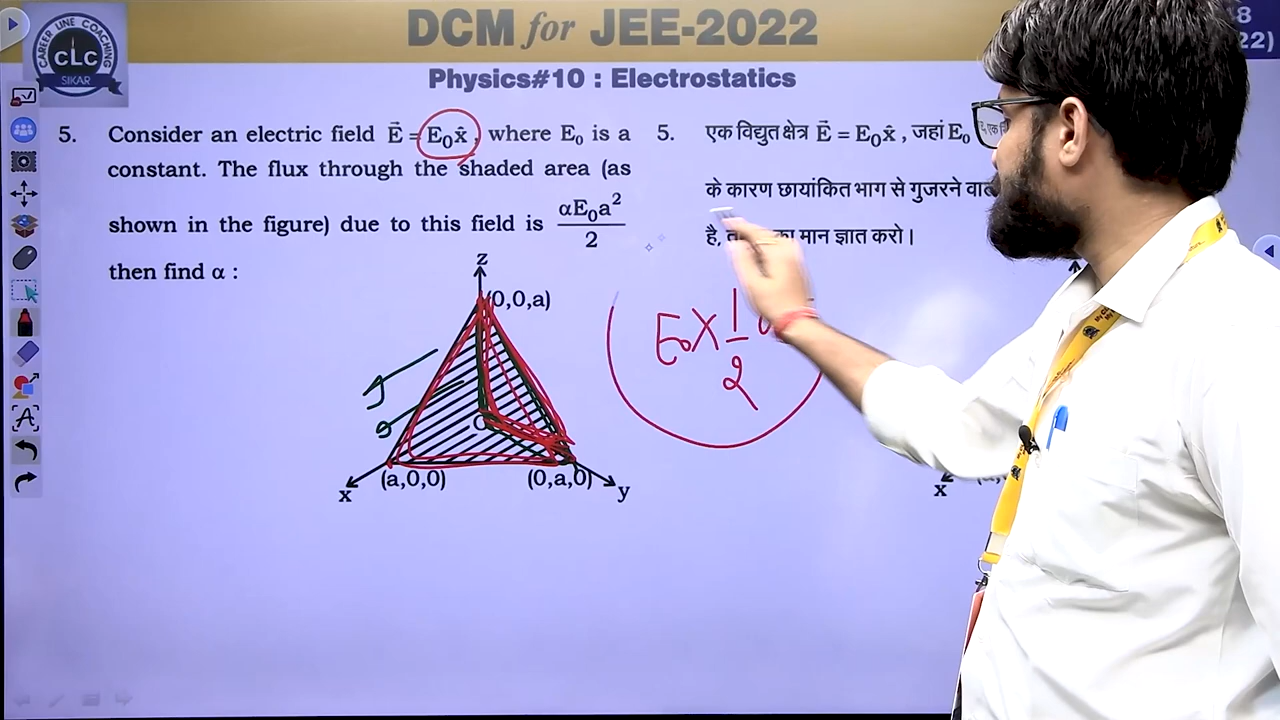 CAREER LINE COACHING
CLC
SIKAR
DCM for JEE-2022
8
22)
Physics#10 : Electrostatics
5. Consider an electric field E⃗ = E₀x̂, where E₀ is a
constant. The flux through the shaded area (as
shown in the figure) due to this field is αE₀a²/2
then find α :
z
(0,0,a)
O
(a,0,0)
(0,a,0)
x
y
5. एक विद्युत क्षेत्र E⃗ = E₀x̂ , जहां E₀
के कारण छायांकित भाग से गुजरने
है, का मान ज्ञात करो।
E₀ × 1/2
x